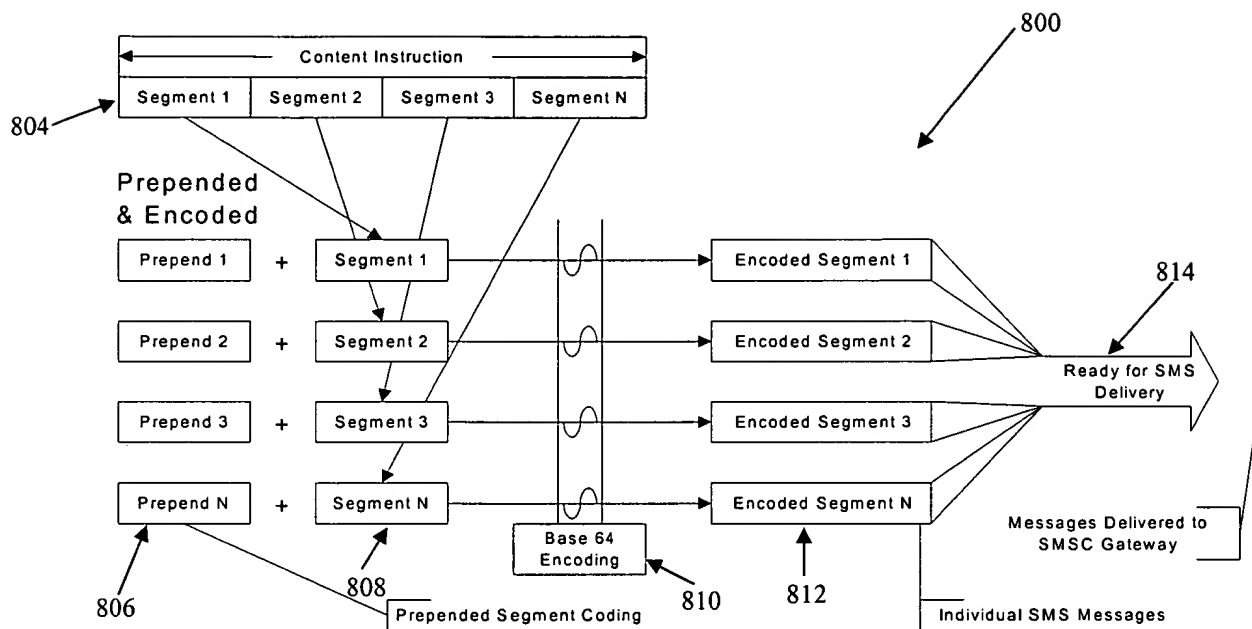 800
Content Instruction
Segment 1 Segment 2 Segment 3 Segment N
804
Prepended
& Encoded
Prepend 1 + Segment 1 Encoded Segment 1
814
Prepend 2 + Segment 2 Encoded Segment 2
Ready for SMS
Delivery
Prepend 3 + Segment 3 Encoded Segment 3
Prepend N + Segment N Encoded Segment N
Base 64
Encoding
Messages Delivered to
SMSC Gateway
806
808
810
812
Prepended Segment Coding
Individual SMS Messages